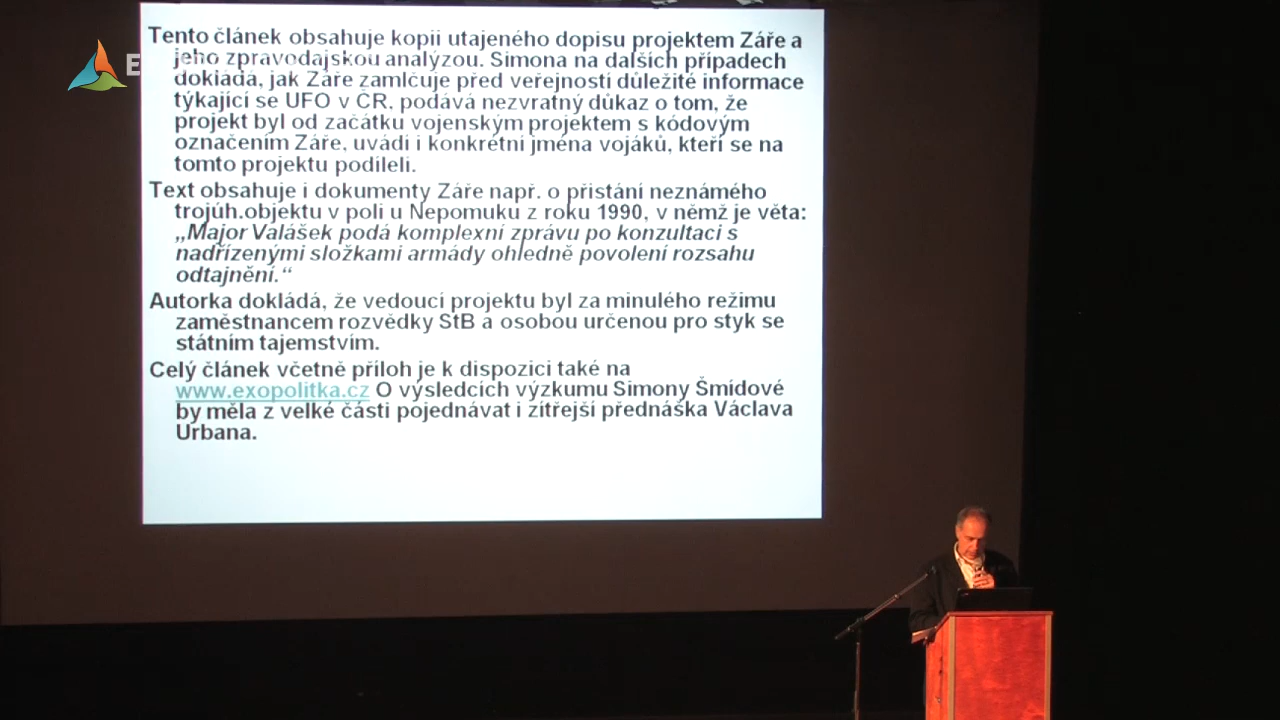 Tento článek obsahuje kopii utajeného dopisu projektem Záře a
jeho zpravodajskou analýzou. Simona na dalších případech
dokládá, jak Záře zamlčuje před veřejností důležité informace
týkající se UFO v ČR, podává nezvratný důkaz o tom, že
projekt byl od začátku vojenským projektem s kódovým
označením Záře, uvádí i konkrétní jména vojáků, kteří se na
tomto projektu podíleli.
Text obsahuje i dokumenty Záře např. o přistání neznámého
trojúh.objektu v poli u Nepomuku z roku 1990, v němž je věta:
„Major Valášek podá komplexní zprávu po konzultaci s
nadřízenými složkami armády ohledně povolení rozsahu
odtajnění.“
Autorka dokládá, že vedoucí projektu byl za minulého režimu
zaměstnancem rozvědky StB a osobou určenou pro styk se
státním tajemstvím.
Celý článek včetně příloh je k dispozici také na
www.exopolitka.cz O výsledcích výzkumu Simony Šmídové
by měla z velké části pojednávat i zítřejší přednáška Václava
Urbana.